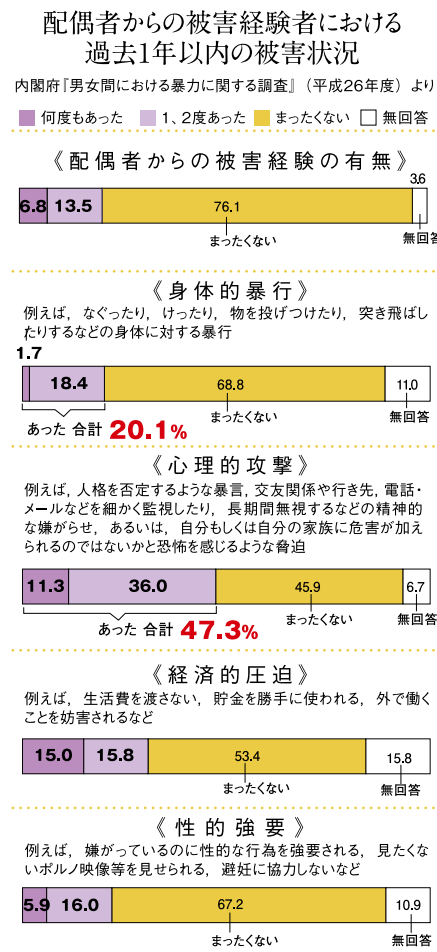 配偶者からの被害経験者における
過去1年以内の被害状況
内閣府『男女間における暴力に関する調査』（平成26年度）より
何度もあった 1、2度あった まったくない 無回答
《配偶者からの被害経験の有無》
3.6
6.8 13.5 76.1
まったくない 無回答
《身体的暴行》
例えば，なぐったり，けったり，物を投げつけたり，突き飛ばし
たりするなどの身体に対する暴行
1.7
18.4 68.8 11.0
あった 合計 20.1% まったくない 無回答
《心理的攻撃》
例えば，人格を否定するような暴言，交友関係や行き先，電話・
メールなどを細かく監視したり，長期間無視するなどの精神的
な嫌がらせ，あるいは，自分もしくは自分の家族に危害が加え
られるのではないかと恐怖を感じるような脅迫
11.3 36.0 45.9 6.7
あった 合計 47.3% まったくない 無回答
《経済的圧迫》
例えば，生活費を渡さない，貯金を勝手に使われる，外で働く
ことを妨害されるなど
15.0 15.8 53.4 15.8
まったくない 無回答
《性的強要》
例えば，嫌がっているのに性的な行為を強要される，見たくな
いポルノ映像等を見せられる，避妊に協力しないなど
5.9 16.0 67.2 10.9
まったくない 無回答